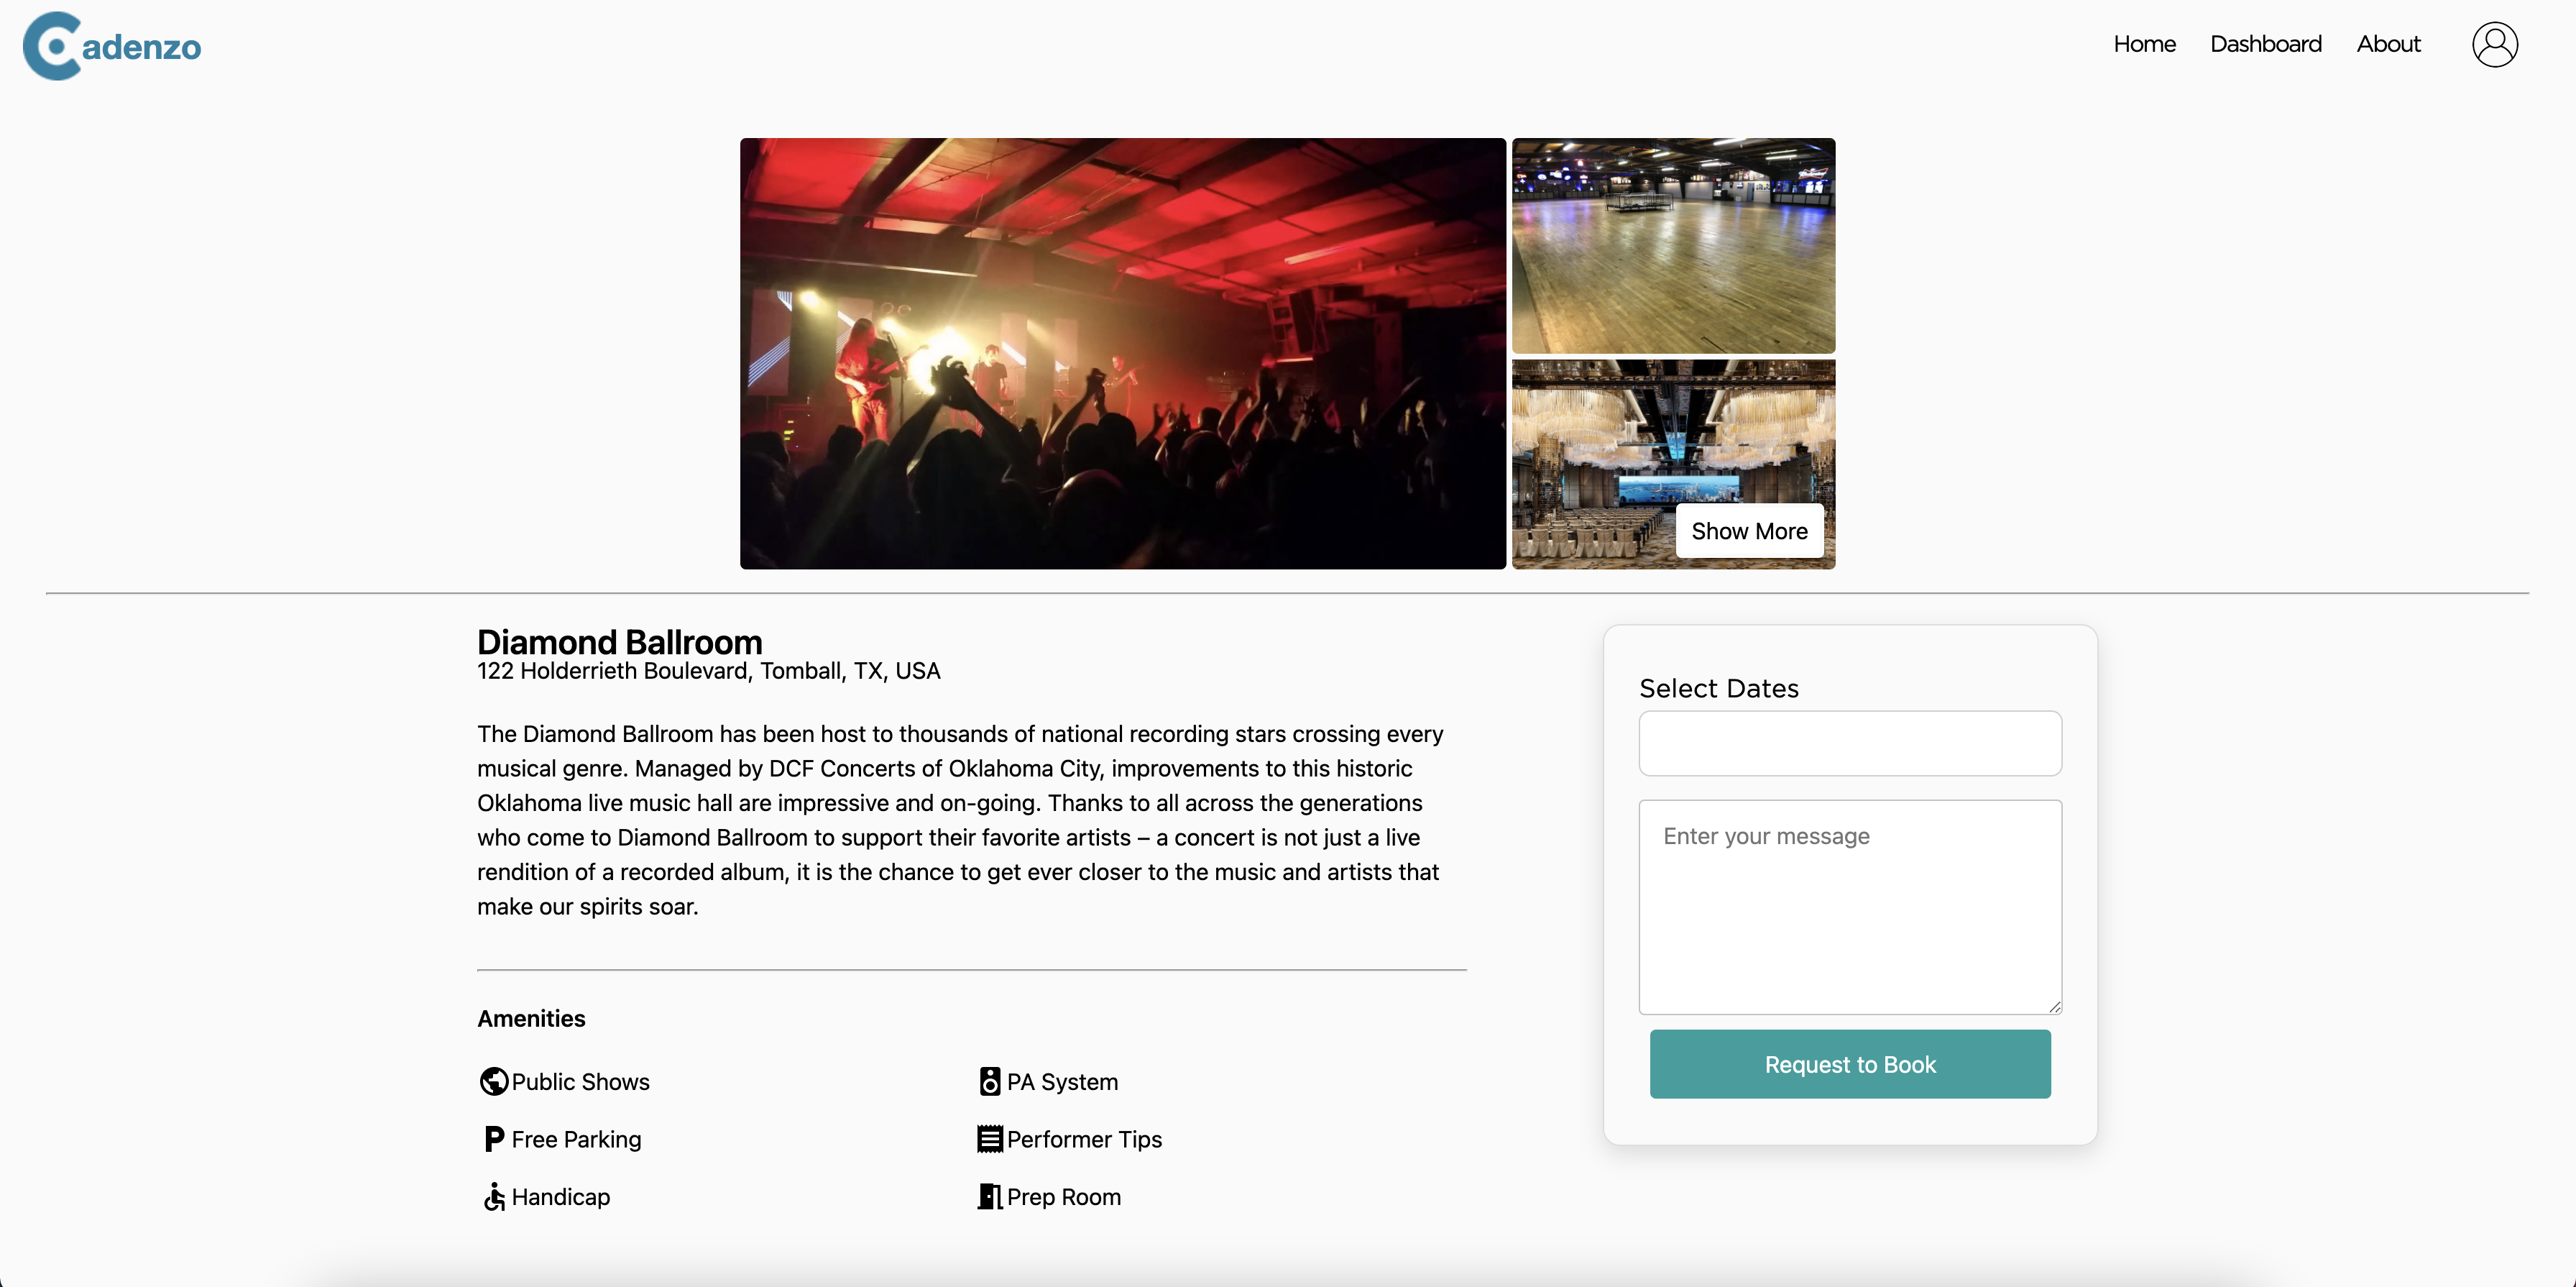 Cadenzo
Home Dashboard About
Show More
Diamond Ballroom
122 Holderrieth Boulevard, Tomball, TX, USA
The Diamond Ballroom has been host to thousands of national recording stars crossing every
musical genre. Managed by DCF Concerts of Oklahoma City, improvements to this historic
Oklahoma live music hall are impressive and on-going. Thanks to all across the generations
who come to Diamond Ballroom to support their favorite artists – a concert is not just a live
rendition of a recorded album, it is the chance to get ever closer to the music and artists that
make our spirits soar.
Amenities
Public Shows
PA System
Free Parking
Performer Tips
Handicap
Prep Room
Select Dates
Enter your message
Request to Book